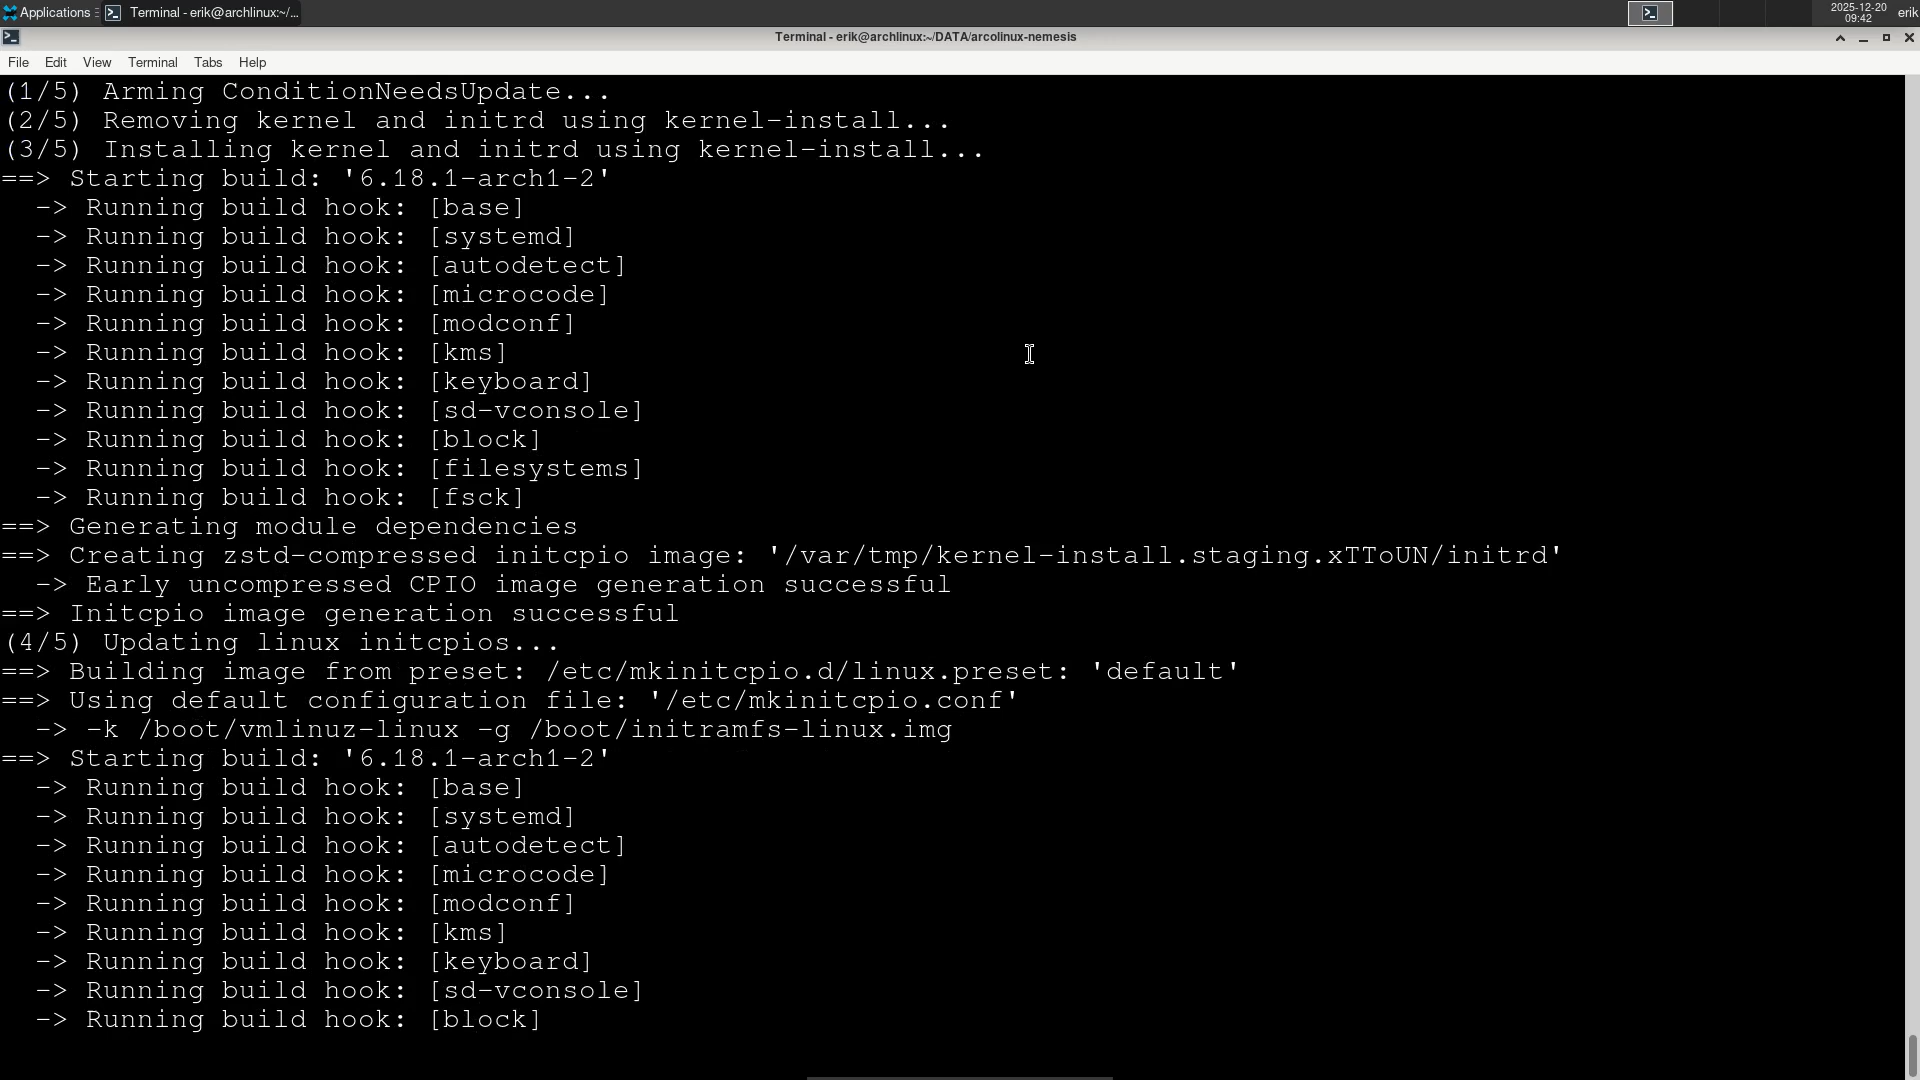 Applications Terminal - erik@archlinux:~/... 2025-12-20 erik
09:42
Terminal - erik@archlinux:~/DATA/arcolinux-nemesis
File Edit View Terminal Tabs Help
(1/5) Arming ConditionNeedsUpdate...
(2/5) Removing kernel and initrd using kernel-install...
(3/5) Installing kernel and initrd using kernel-install...
==> Starting build: '6.18.1-arch1-2'
  -> Running build hook: [base]
  -> Running build hook: [systemd]
  -> Running build hook: [autodetect]
  -> Running build hook: [microcode]
  -> Running build hook: [modconf]
  -> Running build hook: [kms]
  -> Running build hook: [keyboard]
  -> Running build hook: [sd-vconsole]
  -> Running build hook: [block]
  -> Running build hook: [filesystems]
  -> Running build hook: [fsck]
==> Generating module dependencies
==> Creating zstd-compressed initcpio image: '/var/tmp/kernel-install.staging.xTToUN/initrd'
  -> Early uncompressed CPIO image generation successful
==> Initcpio image generation successful
(4/5) Updating linux initcpios...
==> Building image from preset: /etc/mkinitcpio.d/linux.preset: 'default'
==> Using default configuration file: '/etc/mkinitcpio.conf'
  -> -k /boot/vmlinuz-linux -g /boot/initramfs-linux.img
==> Starting build: '6.18.1-arch1-2'
  -> Running build hook: [base]
  -> Running build hook: [systemd]
  -> Running build hook: [autodetect]
  -> Running build hook: [microcode]
  -> Running build hook: [modconf]
  -> Running build hook: [kms]
  -> Running build hook: [keyboard]
  -> Running build hook: [sd-vconsole]
  -> Running build hook: [block]